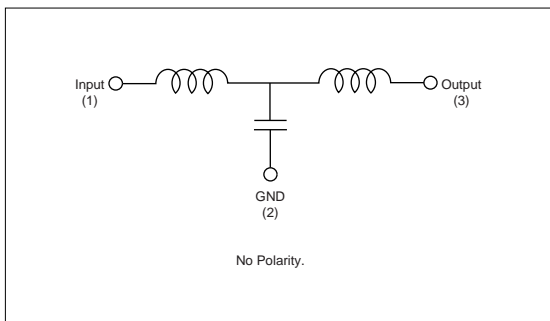 Input
(1)
Output
(3)
GND
(2)
No Polarity.